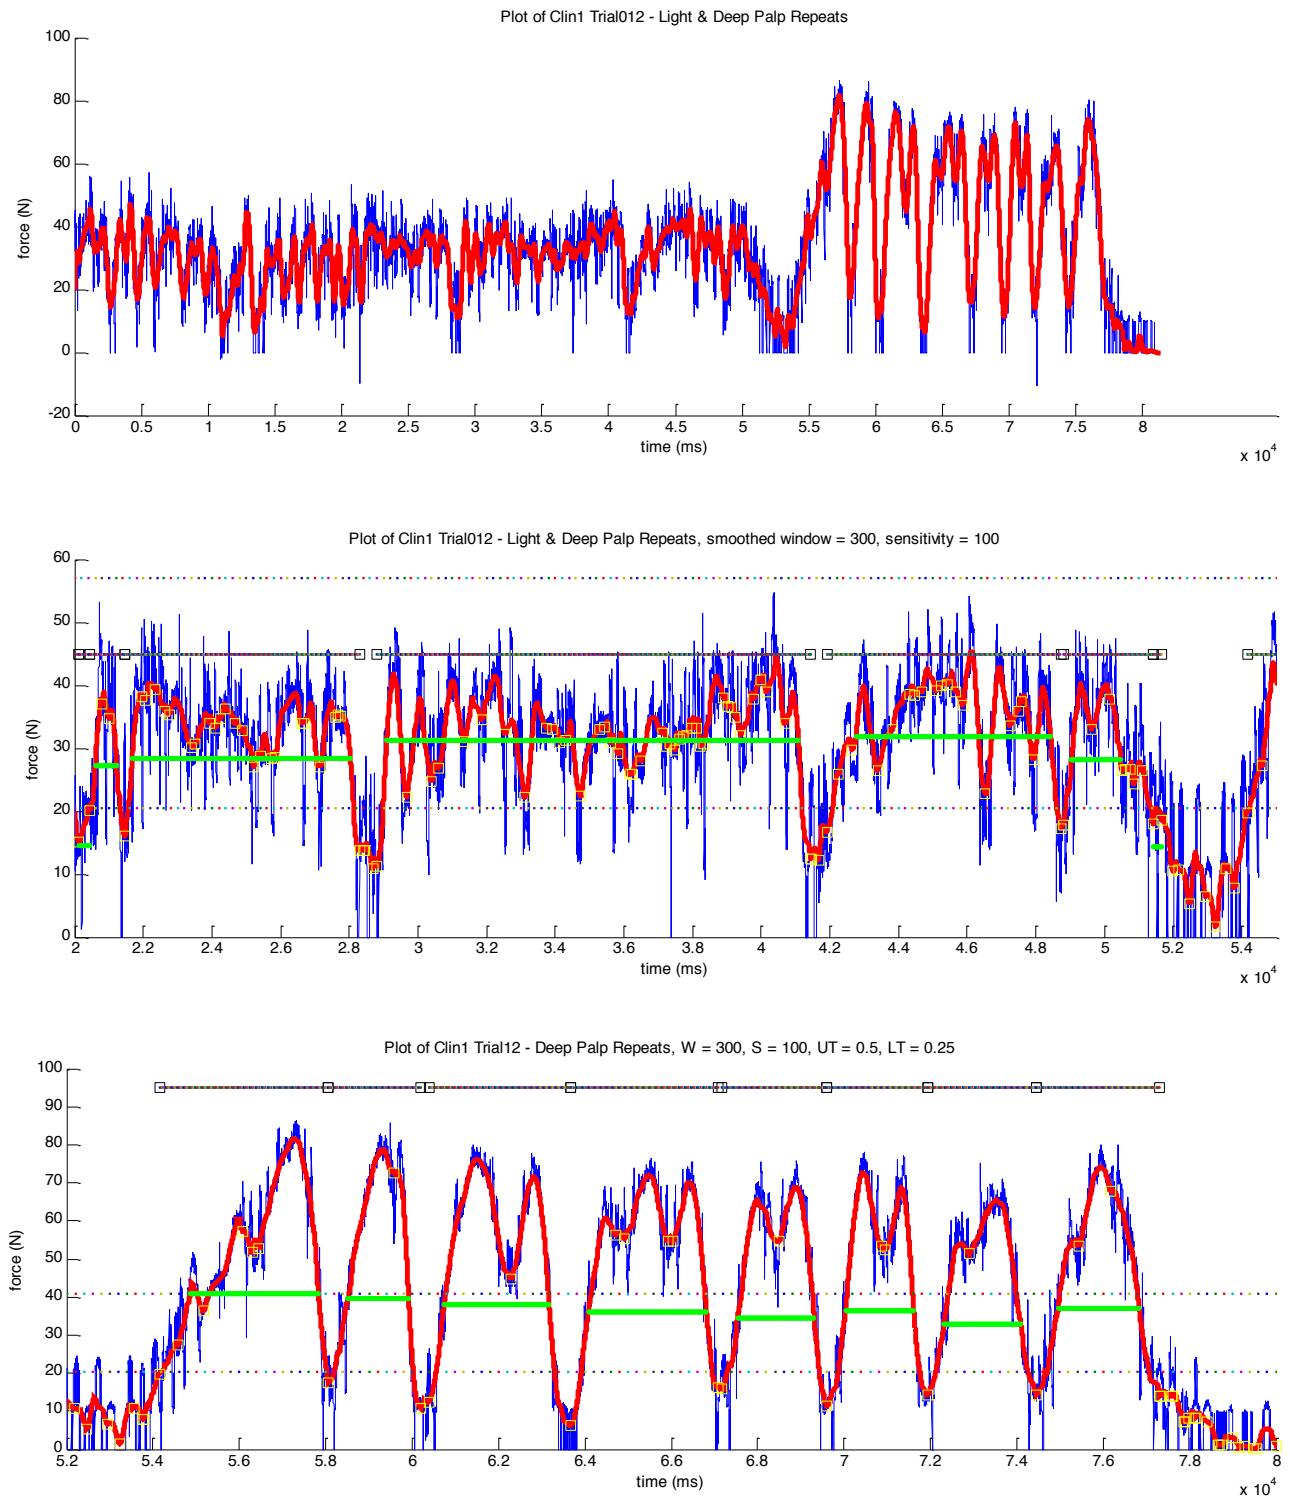 Plot of Clin1 Trial012 - Light & Deep Palp Repeats
100
80
60
40
20
0
-20
force (N)
0 0.5 1 1.5 2 2.5 3 3.5 4 4.5 5 5.5 6 6.5 7 7.5 8
time (ms)
x 10^4
Plot of Clin1 Trial012 - Light & Deep Palp Repeats, smoothed window = 300, sensitivity = 100
60
50
40
30
20
10
0
force (N)
2 2.2 2.4 2.6 2.8 3 3.2 3.4 3.6 3.8 4 4.2 4.4 4.6 4.8 5 5.2 5.4
time (ms)
x 10^4
Plot of Clin1 Trial12 - Deep Palp Repeats, W = 300, S = 100, UT = 0.5, LT = 0.25
100
90
80
70
60
50
40
30
20
10
0
force (N)
5.2 5.4 5.6 5.8 6 6.2 6.4 6.6 6.8 7 7.2 7.4 7.6 7.8 8
time (ms)
x 10^4